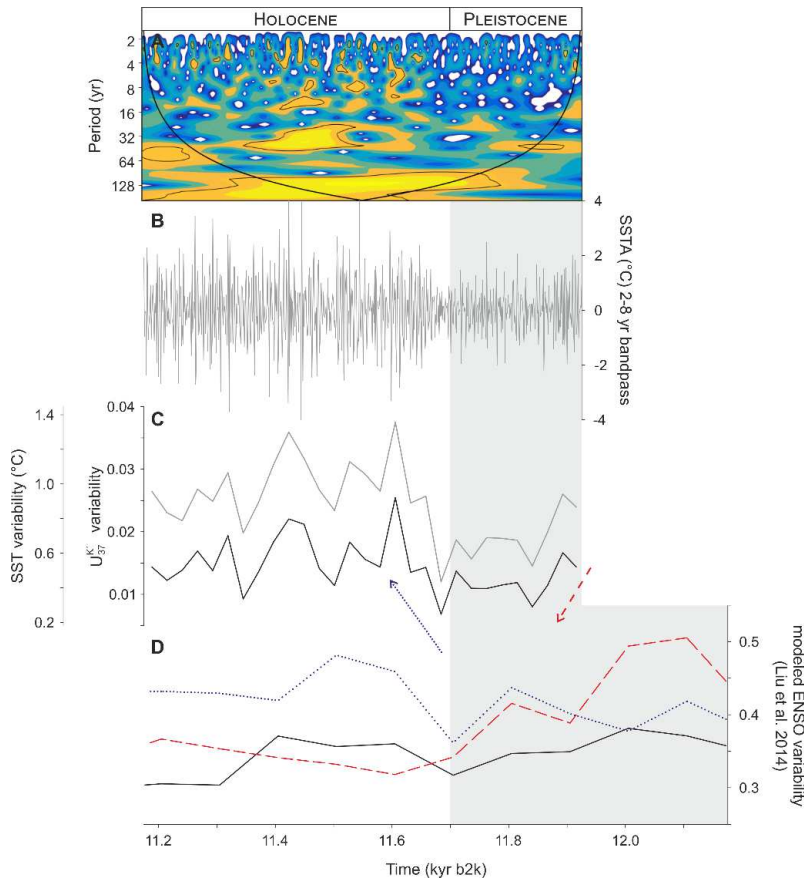 HOLOCENE PLEISTOCENE
A
2
4
8
16
32
64
128
Period (yr)
B
4
2
0
-2
-4
SSTA (°C) 2-8 yr bandpass
C
1.4
1.0
0.6
0.2
SST variability (°C)
0.04
0.03
0.02
0.01
U37K' variability
D
0.5
0.4
0.3
modeled ENSO variability
(Liu et al. 2014)
11.2 11.4 11.6 11.8 12.0
Time (kyr b2k)